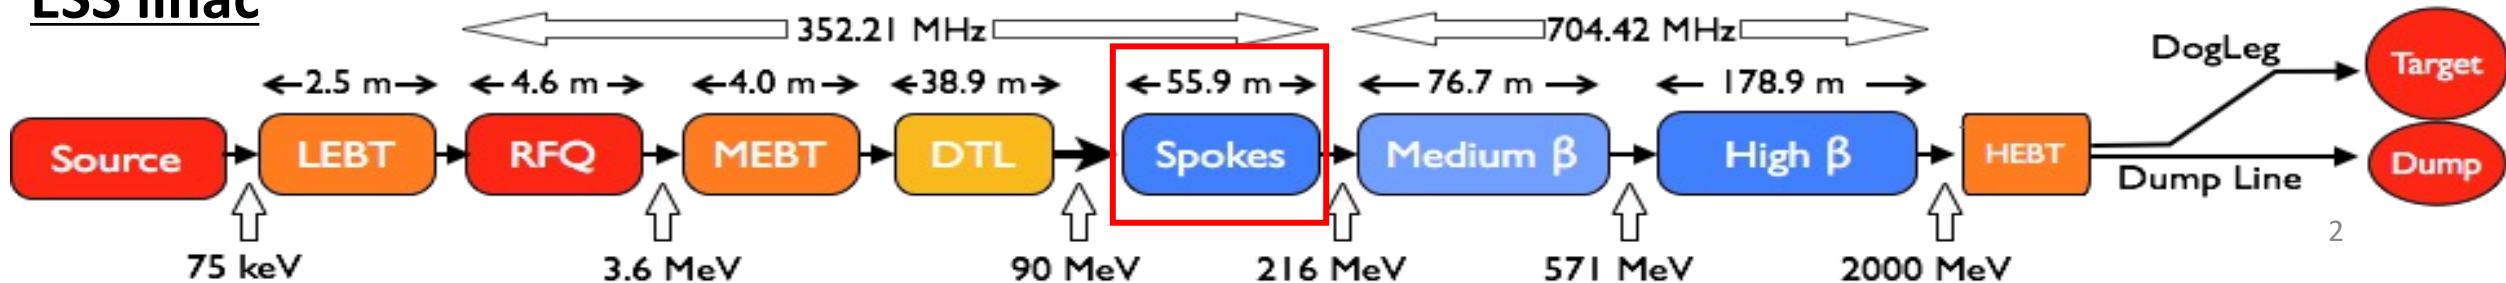 ESS linac
352.21 MHz 704.42 MHz
2.5 m 4.6 m 4.0 m 38.9 m 55.9 m 76.7 m 178.9 m
DogLeg
Target
Source LEBT RFQ MEBT DTL Spokes Medium β High β HEBT
Dump
Dump Line
2
75 keV 3.6 MeV 90 MeV 216 MeV 571 MeV 2000 MeV